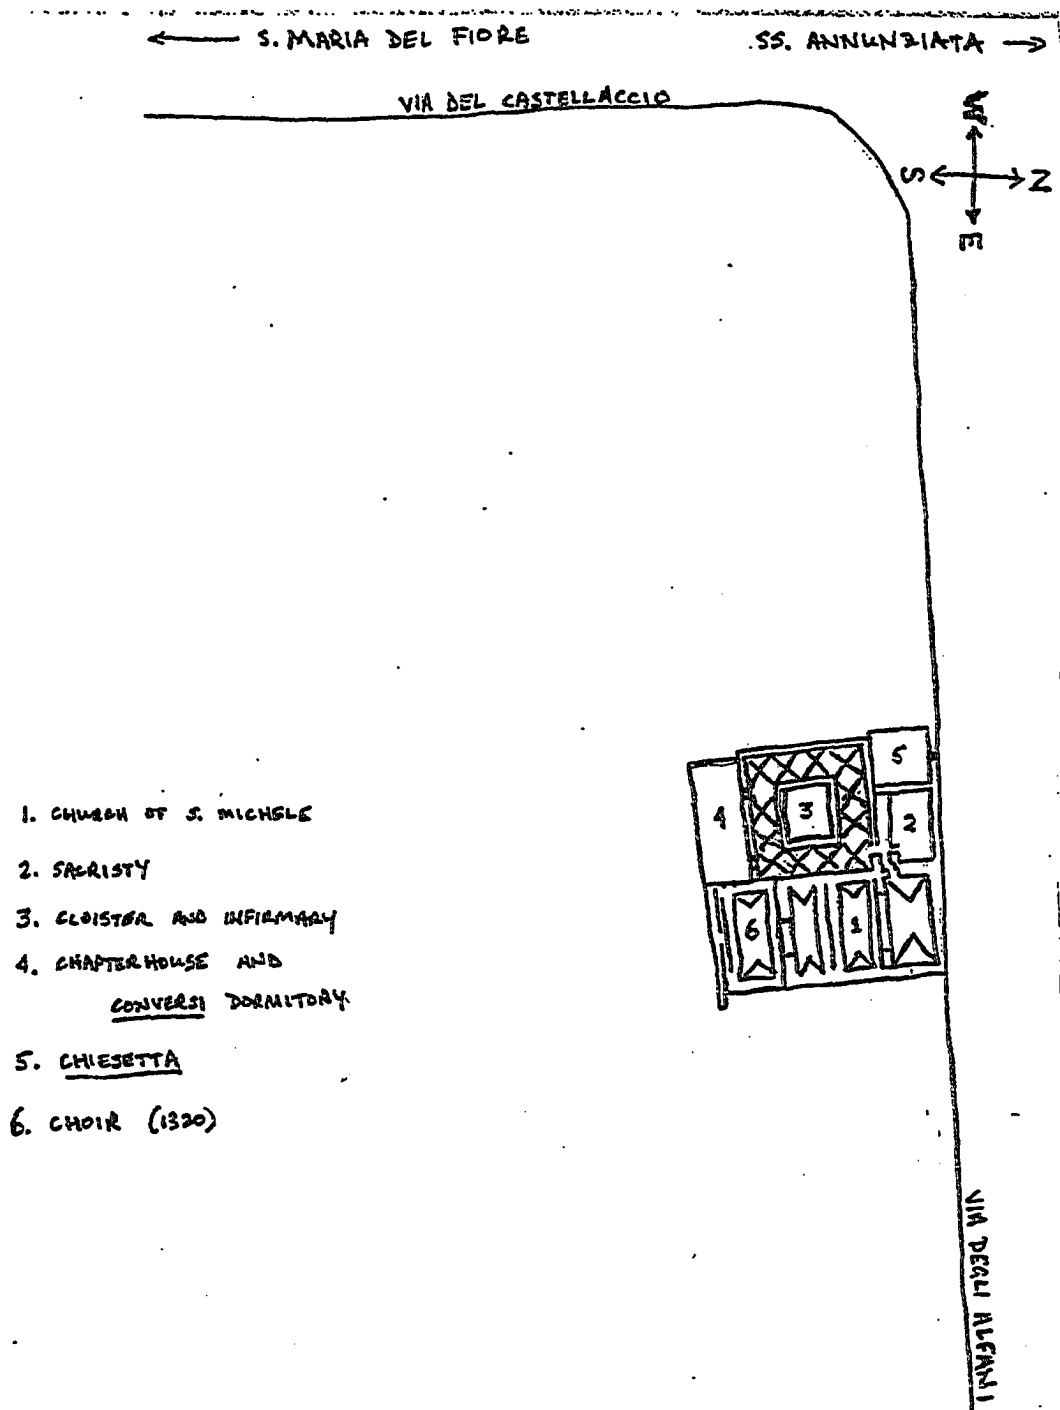 ← S. MARIA DEL FIORE
SS. ANNUNZIATA →
VIA DEL CASTELLACCIO
W
S N
E
5
4 3 2
6 1
1. CHURCH OF S. MICHELE
2. SACRISTY
3. CLOISTER AND INFIRMARY
4. CHAPTERHOUSE AND
CONVERSI DORMITORY
5. CHIESETTA
6. CHOIR (1320)
VIA DEGLI ALFANI